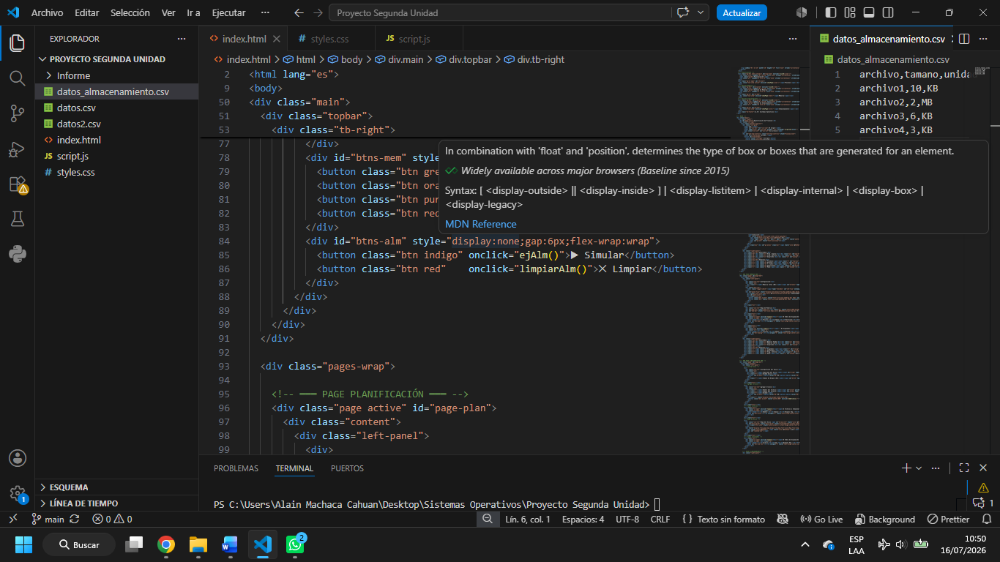 Archivo Editar Selección Ver Ir a Ejecutar ··· Proyecto Segunda Unidad Actualizar
EXPLORADOR ···
PROYECTO SEGUNDA UNIDAD
Informe
datos_almacenamiento.csv
datos.csv
datos2.csv
index.html
JS script.js
# styles.css
ESQUEMA
LÍNEA DE TIEMPO
index.html # styles.css JS script.js ···
index.html > html > body > div.main > div.topbar > div.tb-right
2 <html lang="es">
9 <body>
50 <div class="main">
51 <div class="topbar">
53 <div class="tb-right">
77 </div>
78 <div id="btns-mem" style
79 <button class="btn gre
80 <button class="btn ora
81 <button class="btn pur
82 <button class="btn red
83 </div>
84 <div id="btns-alm" style="display:none;gap:6px;flex-wrap:wrap">
85 <button class="btn indigo" onclick="ejAlm()">▶ Simular</button>
86 <button class="btn red" onclick="limpiarAlm()">✕ Limpiar</button>
87 </div>
88 </div>
89 </div>
90 </div>
91 </div>
92
93 <div class="pages-wrap">
94
95 <!-- ═══ PAGE PLANIFICACIÓN ═══ -->
96 <div class="page active" id="page-plan">
97 <div class="content">
98 <div class="left-panel">
99 <div>
In combination with 'float' and 'position', determines the type of box or boxes that are generated for an element.
Widely available across major browsers (Baseline since 2015)
Syntax: [ <display-outside> || <display-inside> ] | <display-listitem> | <display-internal> | <display-box> |
<display-legacy>
MDN Reference
datos_almacenamiento.csv ···
datos_almacenamiento.csv
1 archivo,tamano,unida
2 archivo1,10,KB
3 archivo2,2,MB
4 archivo3,6,KB
5 archivo4,3,KB
PROBLEMAS TERMINAL PUERTOS
PS C:\Users\Alain Machaca Cahuan\Desktop\Sistemas Operativos\Proyecto Segunda Unidad>
1
1
main 0 0 Lín. 6, col. 1 Espacios: 4 UTF-8 CRLF {} Texto sin formato Go Live Background Prettier
Buscar 2 ESP 10:50
LAA 16/07/2026